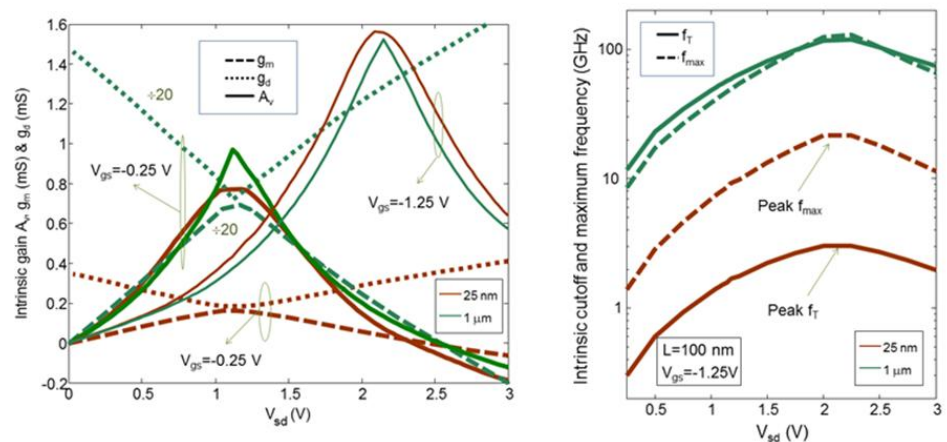 Intrinsic gain Aᵥ, gₘ (mS) & g_d (mS)
1.6
1.4
1.2
1
0.8
0.6
0.4
0.2
0
-0.2
gₘ
g_d
Aᵥ
÷20
V_gs=-0.25 V
÷20
V_gs=-1.25 V
V_gs=-0.25 V
25 nm
1 μm
0
0.5
1
1.5
2
2.5
3
V_sd (V)
Intrinsic cutoff and maximum frequency (GHz)
100
10
1
f_T
f_max
Peak f_max
Peak f_T
L=100 nm
V_gs=-1.25V
25 nm
1 μm
0.5
1
1.5
2
2.5
3
V_sd (V)